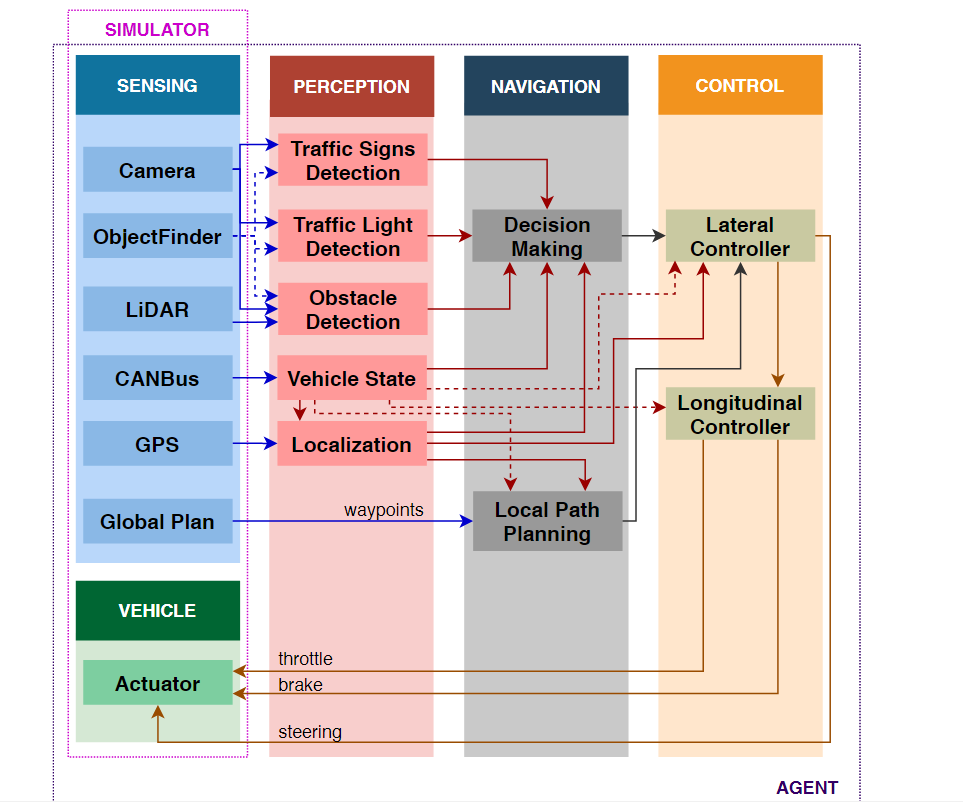 SIMULATOR
SENSING
PERCEPTION
NAVIGATION
CONTROL
Camera
ObjectFinder
LiDAR
CANBus
GPS
Global Plan
Traffic Signs
Detection
Traffic Light
Detection
Obstacle
Detection
Vehicle State
Localization
waypoints
Decision
Making
Local Path
Planning
Lateral
Controller
Longitudinal
Controller
VEHICLE
Actuator
throttle
brake
steering
AGENT